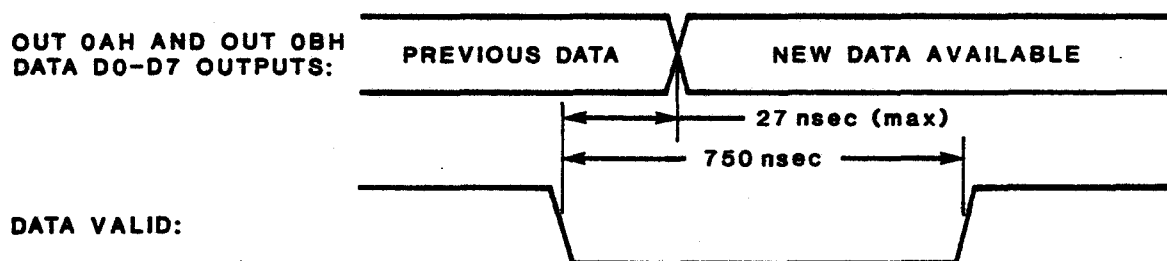 OUT 0AH AND OUT 0BH
DATA D0-D7 OUTPUTS:
PREVIOUS DATA
NEW DATA AVAILABLE
27 nsec (max)
750 nsec
DATA VALID: